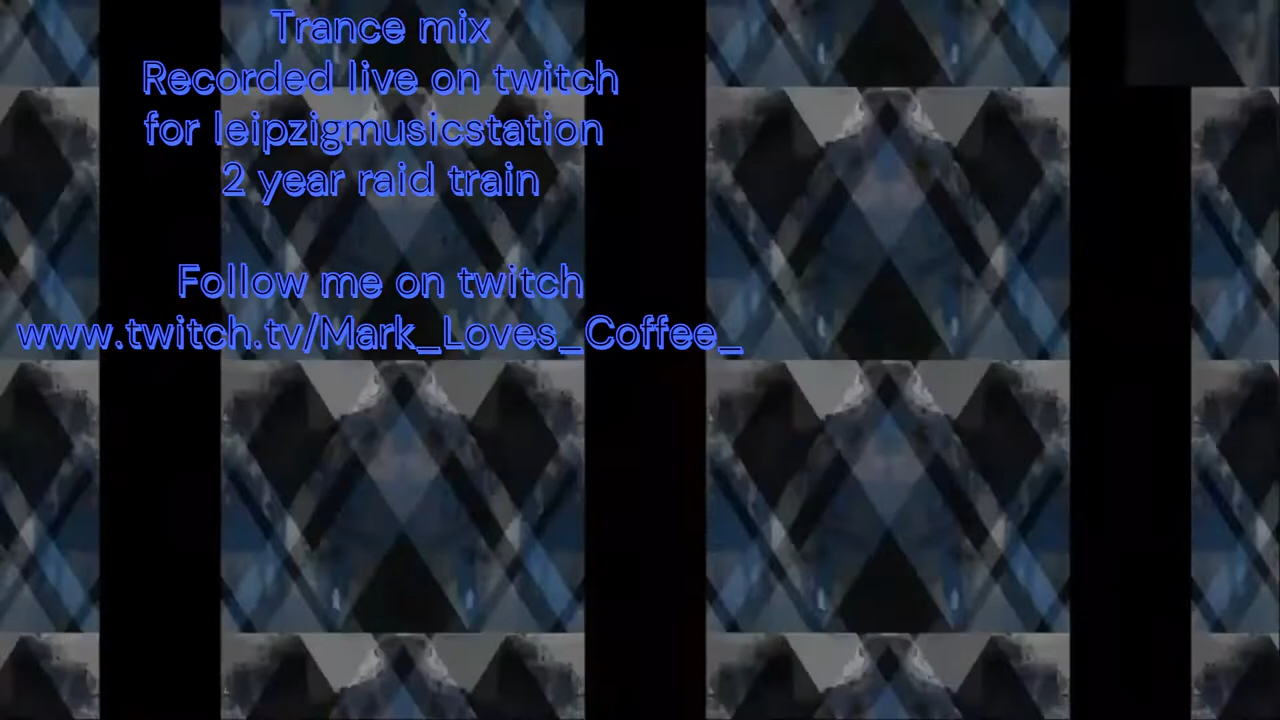 Trance mix
Recorded live on twitch
for leipzigmusicstation
2 year raid train
Follow me on twitch
www.twitch.tv/Mark_Loves_Coffee_